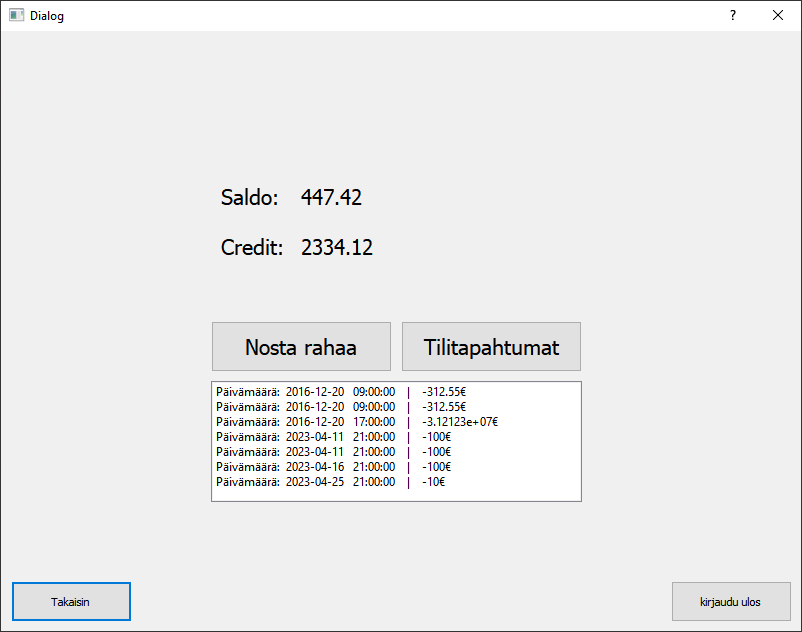 Dialog
Saldo: 447.42
Credit: 2334.12
Nosta rahaa Tilitapahtumat
Päivämäärä: 2016-12-20 09:00:00 | -312.55€
Päivämäärä: 2016-12-20 09:00:00 | -312.55€
Päivämäärä: 2016-12-20 17:00:00 | -3.12123e+07€
Päivämäärä: 2023-04-11 21:00:00 | -100€
Päivämäärä: 2023-04-11 21:00:00 | -100€
Päivämäärä: 2023-04-16 21:00:00 | -100€
Päivämäärä: 2023-04-25 21:00:00 | -10€
Takaisin kirjaudu ulos